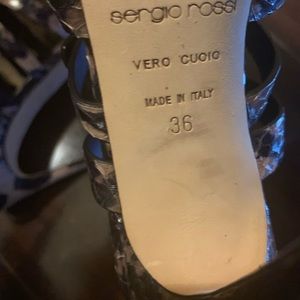 sergio rossi
VERO CUOIO
MADE IN ITALY
36